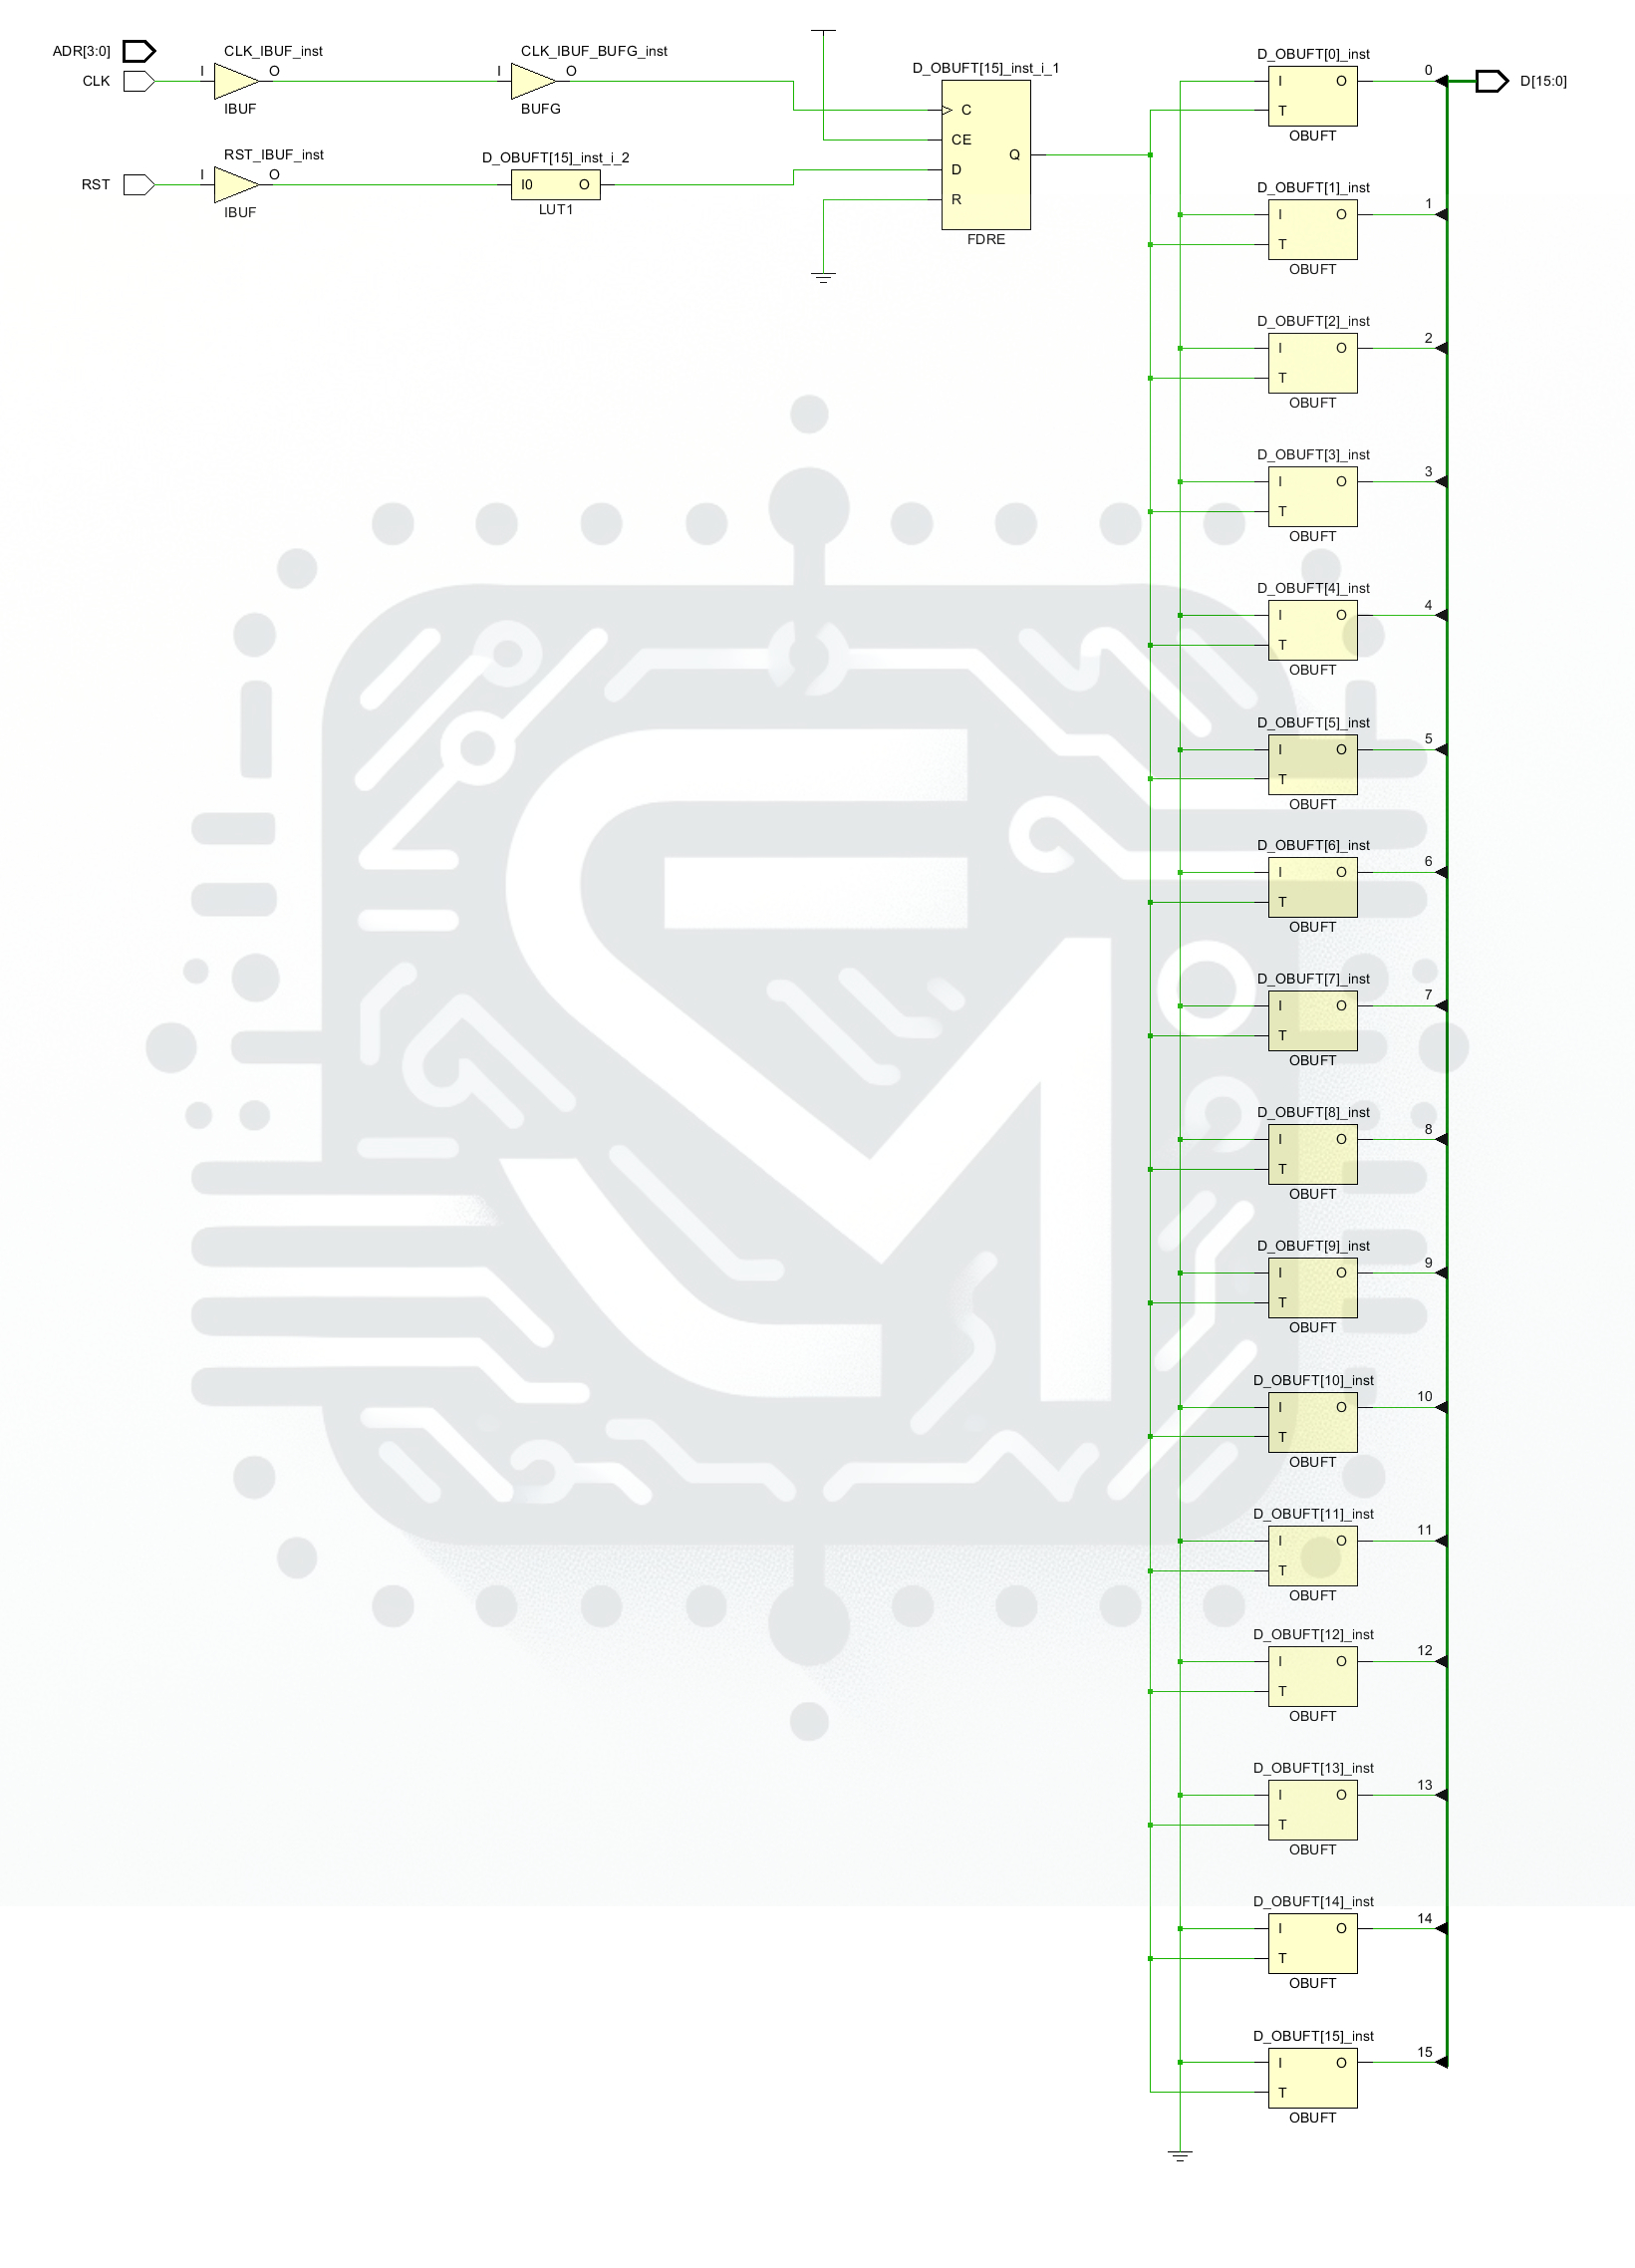 ADR[3:0]
CLK
I
CLK_IBUF_inst
O
IBUF
I
CLK_IBUF_BUFG_inst
O
BUFG
RST
I
RST_IBUF_inst
O
IBUF
D_OBUFT[15]_inst_i_2
I0 O
LUT1
D_OBUFT[15]_inst_i_1
C
CE
D
R
Q
FDRE
D_OBUFT[0]_inst
I O
T
OBUFT
0
D[15:0]
D_OBUFT[1]_inst
I O
T
OBUFT
1
D_OBUFT[2]_inst
I O
T
OBUFT
2
D_OBUFT[3]_inst
I O
T
OBUFT
3
D_OBUFT[4]_inst
I O
T
OBUFT
4
D_OBUFT[5]_inst
I O
T
OBUFT
5
D_OBUFT[6]_inst
I O
T
OBUFT
6
D_OBUFT[7]_inst
I O
T
OBUFT
7
D_OBUFT[8]_inst
I O
T
OBUFT
8
D_OBUFT[9]_inst
I O
T
OBUFT
9
D_OBUFT[10]_inst
I O
T
OBUFT
10
D_OBUFT[11]_inst
I O
T
OBUFT
11
D_OBUFT[12]_inst
I O
T
OBUFT
12
D_OBUFT[13]_inst
I O
T
OBUFT
13
D_OBUFT[14]_inst
I O
T
OBUFT
14
D_OBUFT[15]_inst
I O
T
OBUFT
15